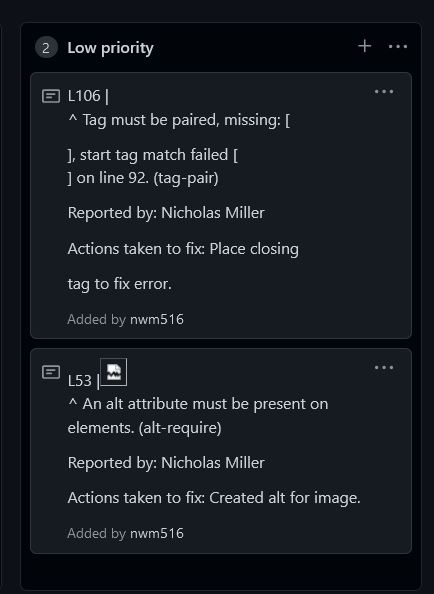 2 Low priority
L106 |
^ Tag must be paired, missing: [
], start tag match failed [
] on line 92. (tag-pair)
Reported by: Nicholas Miller
Actions taken to fix: Place closing
tag to fix error.
Added by nwm516
L53 |
^ An alt attribute must be present on
elements. (alt-require)
Reported by: Nicholas Miller
Actions taken to fix: Created alt for image.
Added by nwm516